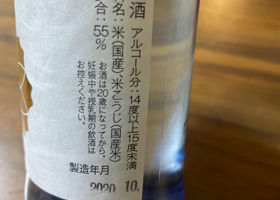 酒
アルコール分:14度以上15度未満
名:米(国産)、米こうじ(国産米)
合:55%
お酒は20歳になってから。
妊娠中や授乳期の飲酒は
お控えください。
製造年月
2020.10.